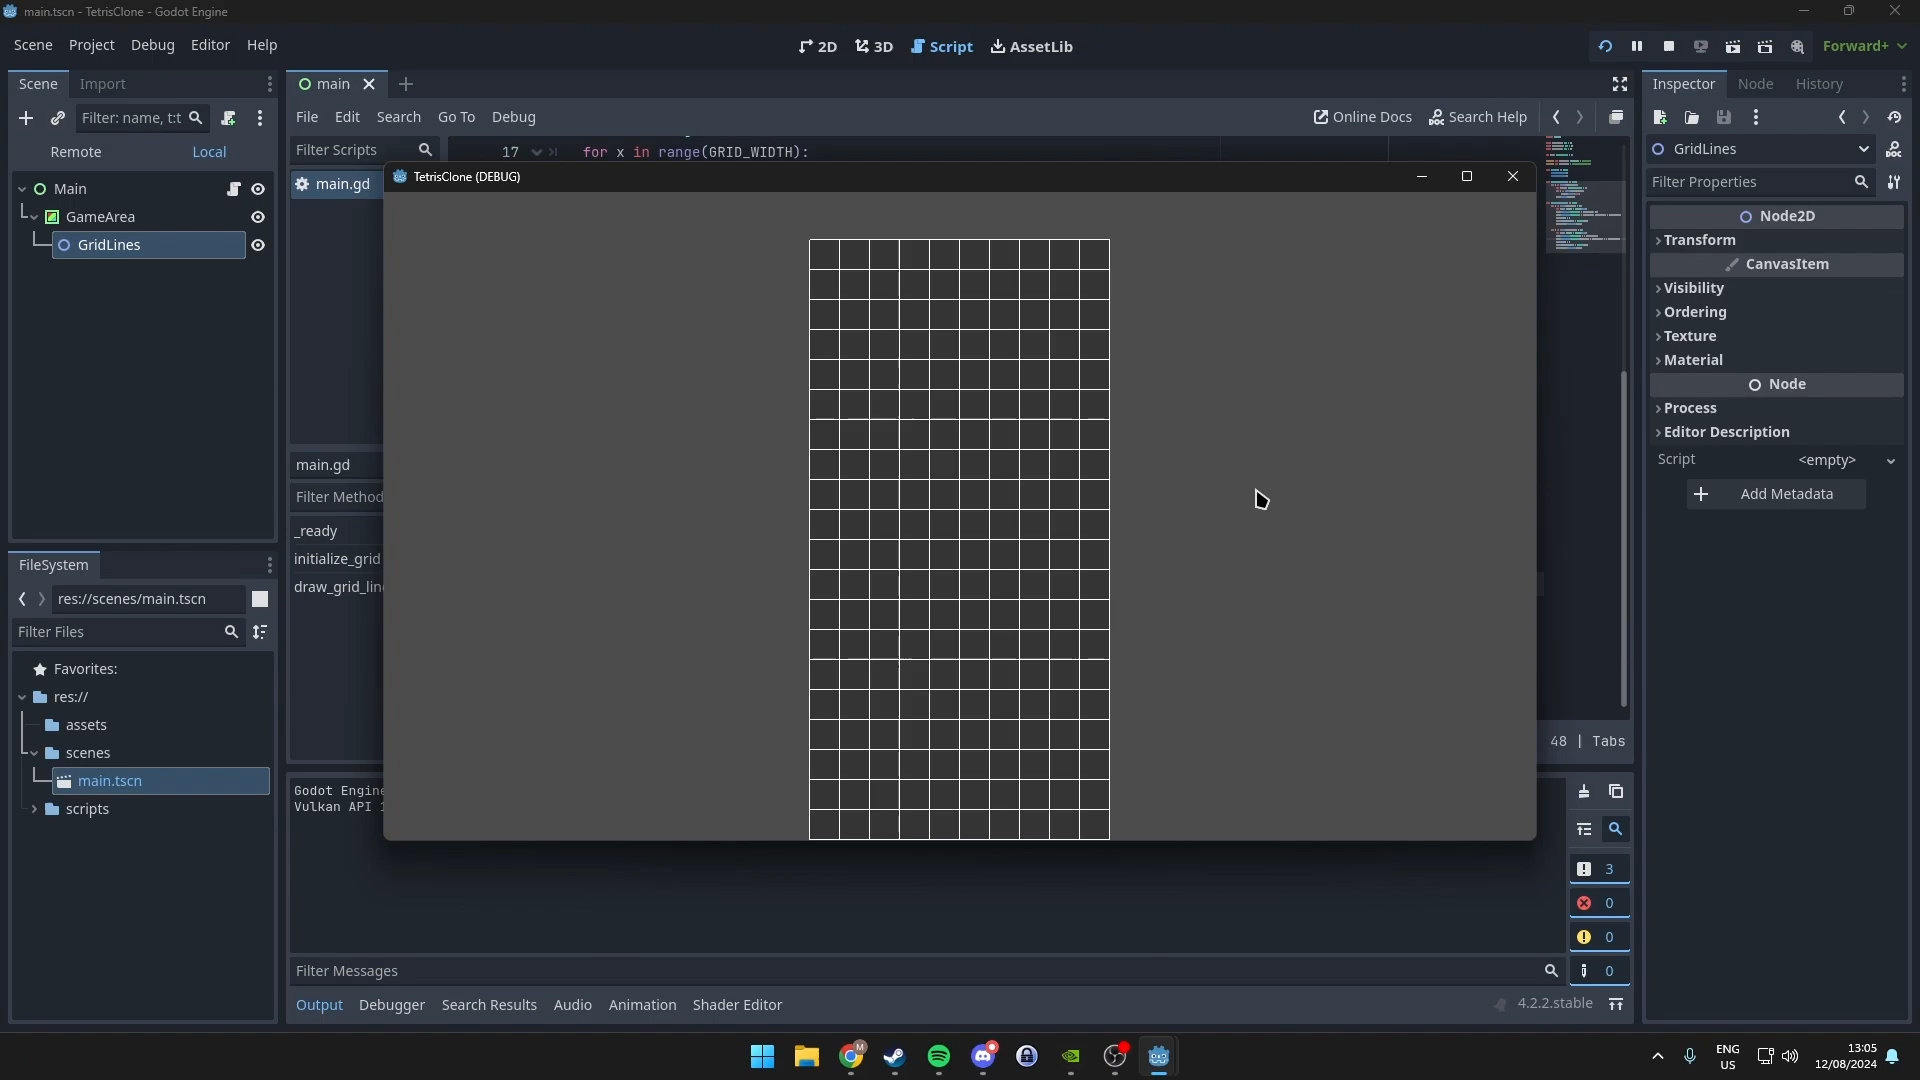 main.tscn - TetrisClone - Godot Engine
Scene Project Debug Editor Help
2D 3D Script AssetLib
Forward+
Scene Import
main
Inspector Node History
File Edit Search Go To Debug
Online Docs Search Help
Filter: name, t:t
Remote Local
Filter Scripts
17 for x in range(GRID_WIDTH):
GridLines
Filter Properties
Main
GameArea
GridLines
main.gd
TetrisClone (DEBUG)
Node2D
Transform
CanvasItem
Visibility
Ordering
Texture
Material
Node
Process
Editor Description
Script <empty>
Add Metadata
main.gd
Filter Method
_ready
initialize_grid
draw_grid_lin
FileSystem
res://scenes/main.tscn
Filter Files
Favorites:
res://
assets
scenes
main.tscn
scripts
48 | Tabs
Godot Engine
Vulkan API
3
0
0
0
Filter Messages
Output Debugger Search Results Audio Animation Shader Editor
4.2.2.stable
M
ENG
US
13:05
12/08/2024